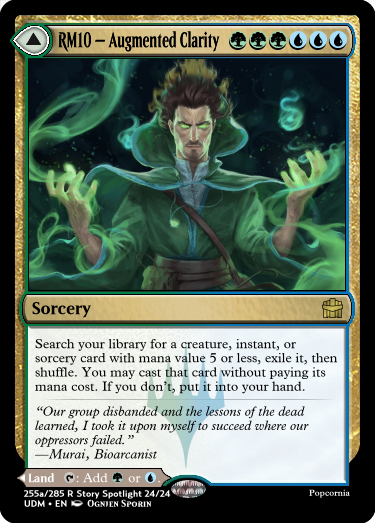 RM10 – Augmented Clarity
Sorcery
Search your library for a creature, instant, or
sorcery card with mana value 5 or less, exile it, then
shuffle. You may cast that card without paying its
mana cost. If you don't, put it into your hand.
“Our group disbanded and the lessons of the dead
learned, I took it upon myself to succeed where our
oppressors failed.”
—Murai, Bioarcanist
Land : Add or .
255a/285 R Story Spotlight 24/24
UDM • EN Ognjen Sporin
Popcornia